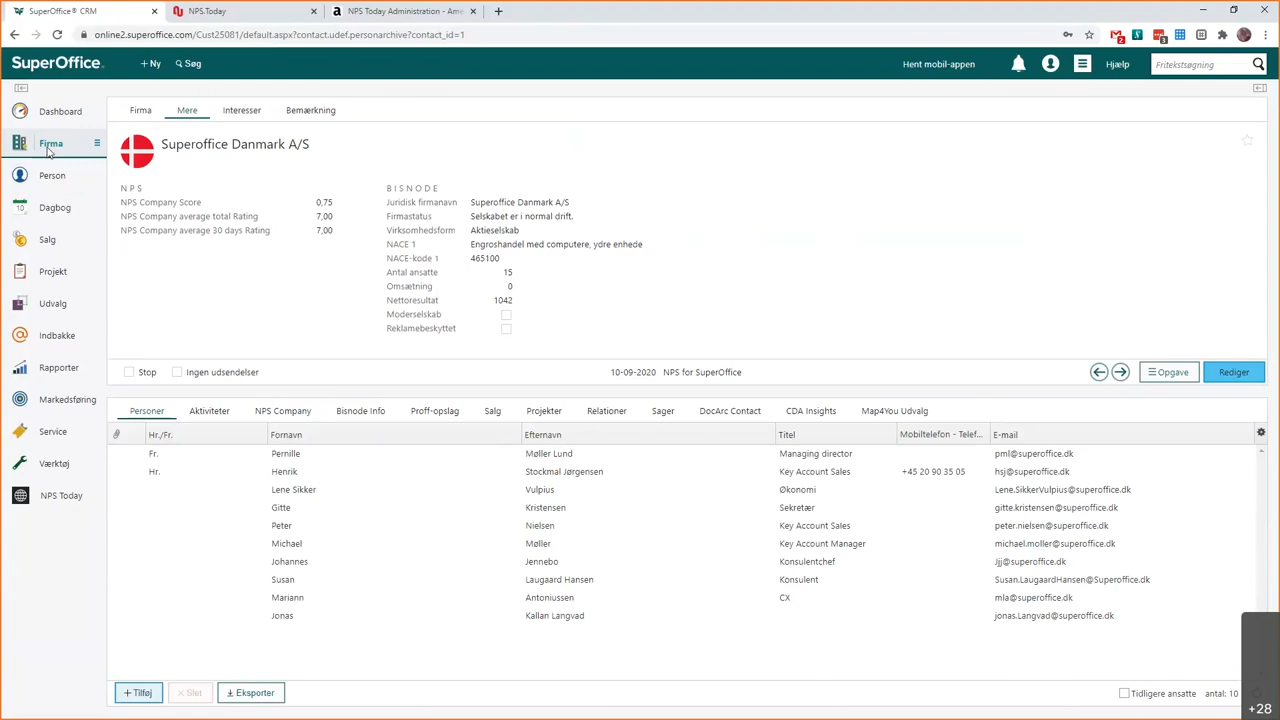 SuperOffice® CRM
NPS.Today
NPS Today Administration - Ame
online2.superoffice.com/Cust25081/default.aspx?contact.udef.personarchive?contact_id=1
SuperOffice.
+ Ny
Søg
Hent mobil-appen
Hjælp
Fritekstsøgning
Dashboard
Firma
Person
Dagbog
Salg
Projekt
Udvalg
Indbakke
Rapporter
Markedsføring
Service
Værktøj
NPS Today
Firma Mere Interesser Bemærkning
Superoffice Danmark A/S
NPS
NPS Company Score 0,75
NPS Company average total Rating 7,00
NPS Company average 30 days Rating 7,00
BISNODE
Juridisk firmanavn Superoffice Danmark A/S
Firmastatus Selskabet er i normal drift.
Virksomhedsform Aktieselskab
NACE 1 Engroshandel med computere, ydre enhede
NACE-kode 1 465100
Antal ansatte 15
Omsætning 0
Nettoresultat 1042
Moderselskab
Reklamebeskyttet
Stop Ingen udsendelser 10-09-2020 NPS for SuperOffice Opgave Rediger
Personer Aktiviteter NPS Company Bisnode Info Proff-opslag Salg Projekter Relationer Sager DocArc Contact CDA Insights Map4You Udvalg
Hr./Fr. Fornavn Efternavn Titel Mobiltelefon - Telef... E-mail
Fr. Pernille Møller Lund Managing director pml@superoffice.dk
Hr. Henrik Stockmal Jørgensen Key Account Sales +45 20 90 35 05 hsj@superoffice.dk
Lene Sikker Vulpius Økonomi Lene.SikkerVulpius@superoffice.dk
Gitte Kristensen Sekretær gitte.kristensen@superoffice.dk
Peter Nielsen Key Account Sales peter.nielsen@superoffice.dk
Michael Møller Key Account Manager michael.moller@superoffice.dk
Johannes Jennebo Konsulentchef Jjj@superoffice.dk
Susan Laugaard Hansen Konsulent Susan.LaugaardHansen@Superoffice.dk
Mariann Antoniussen CX mla@superoffice.dk
Jonas Kallan Langvad jonas.Langvad@superoffice.dk
+ Tilføj × Slet Eksporter Tidligere ansatte antal: 10
+28